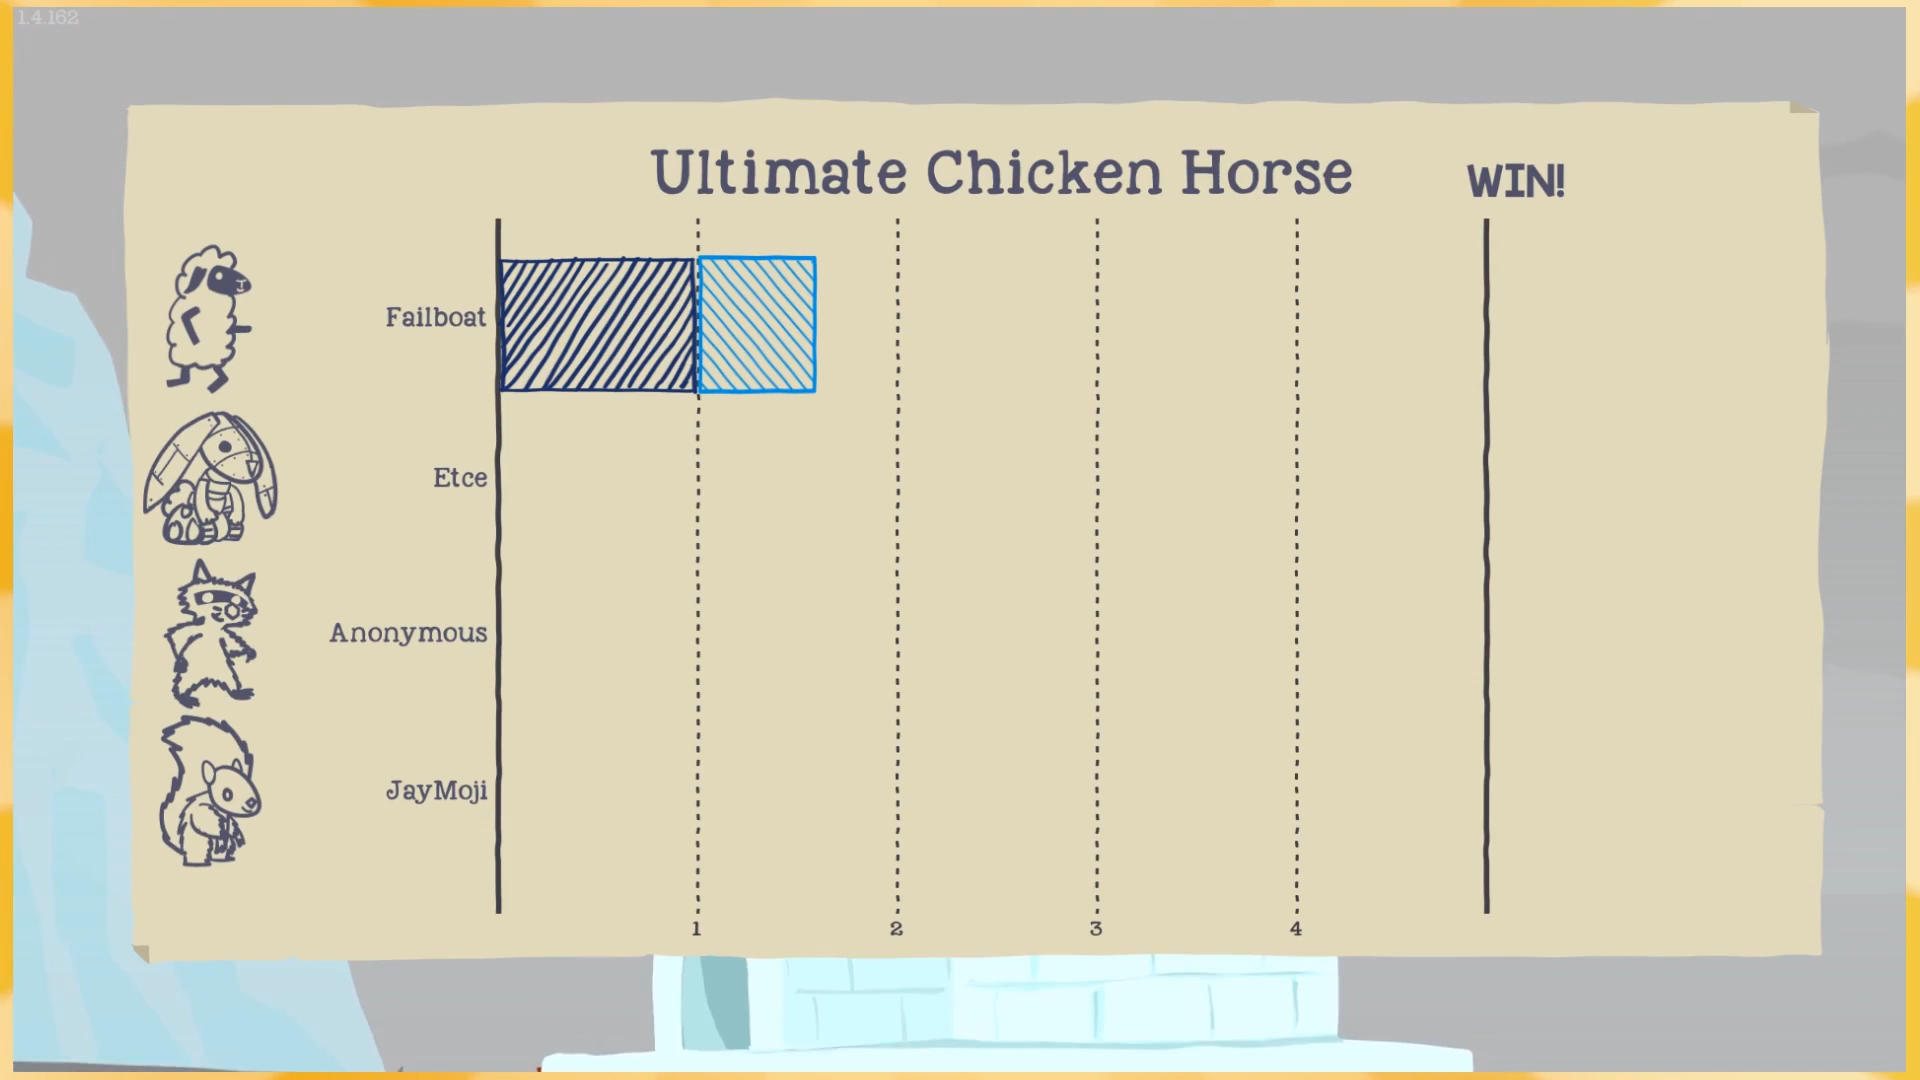 1.4.162
Ultimate Chicken Horse
WIN!
Failboat
Etce
Anonymous
JayMoji
1 2 3 4